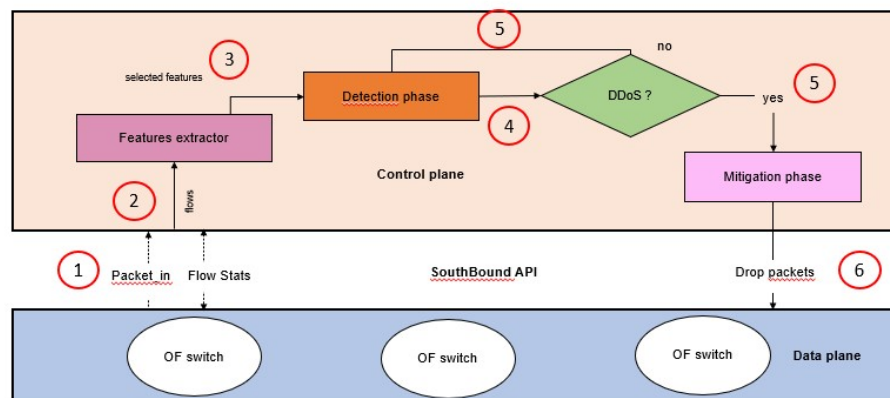 5
no
3
selected features
5
Detection phase
DDoS ?
yes
4
Features extractor
Control plane
Mitigation phase
2
flows
1
Packet_in
Flow Stats
SouthBound API
Drop packets
6
OF switch
OF switch
OF switch
Data plane